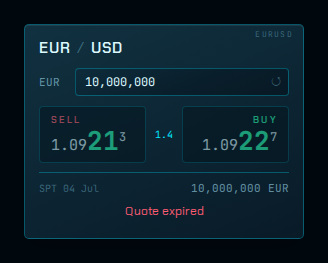 EURUSD
EUR / USD
EUR 10,000,000
SELL BUY
1.09213 1.4 1.09227
SPT 04 Jul 10,000,000 EUR
Quote expired